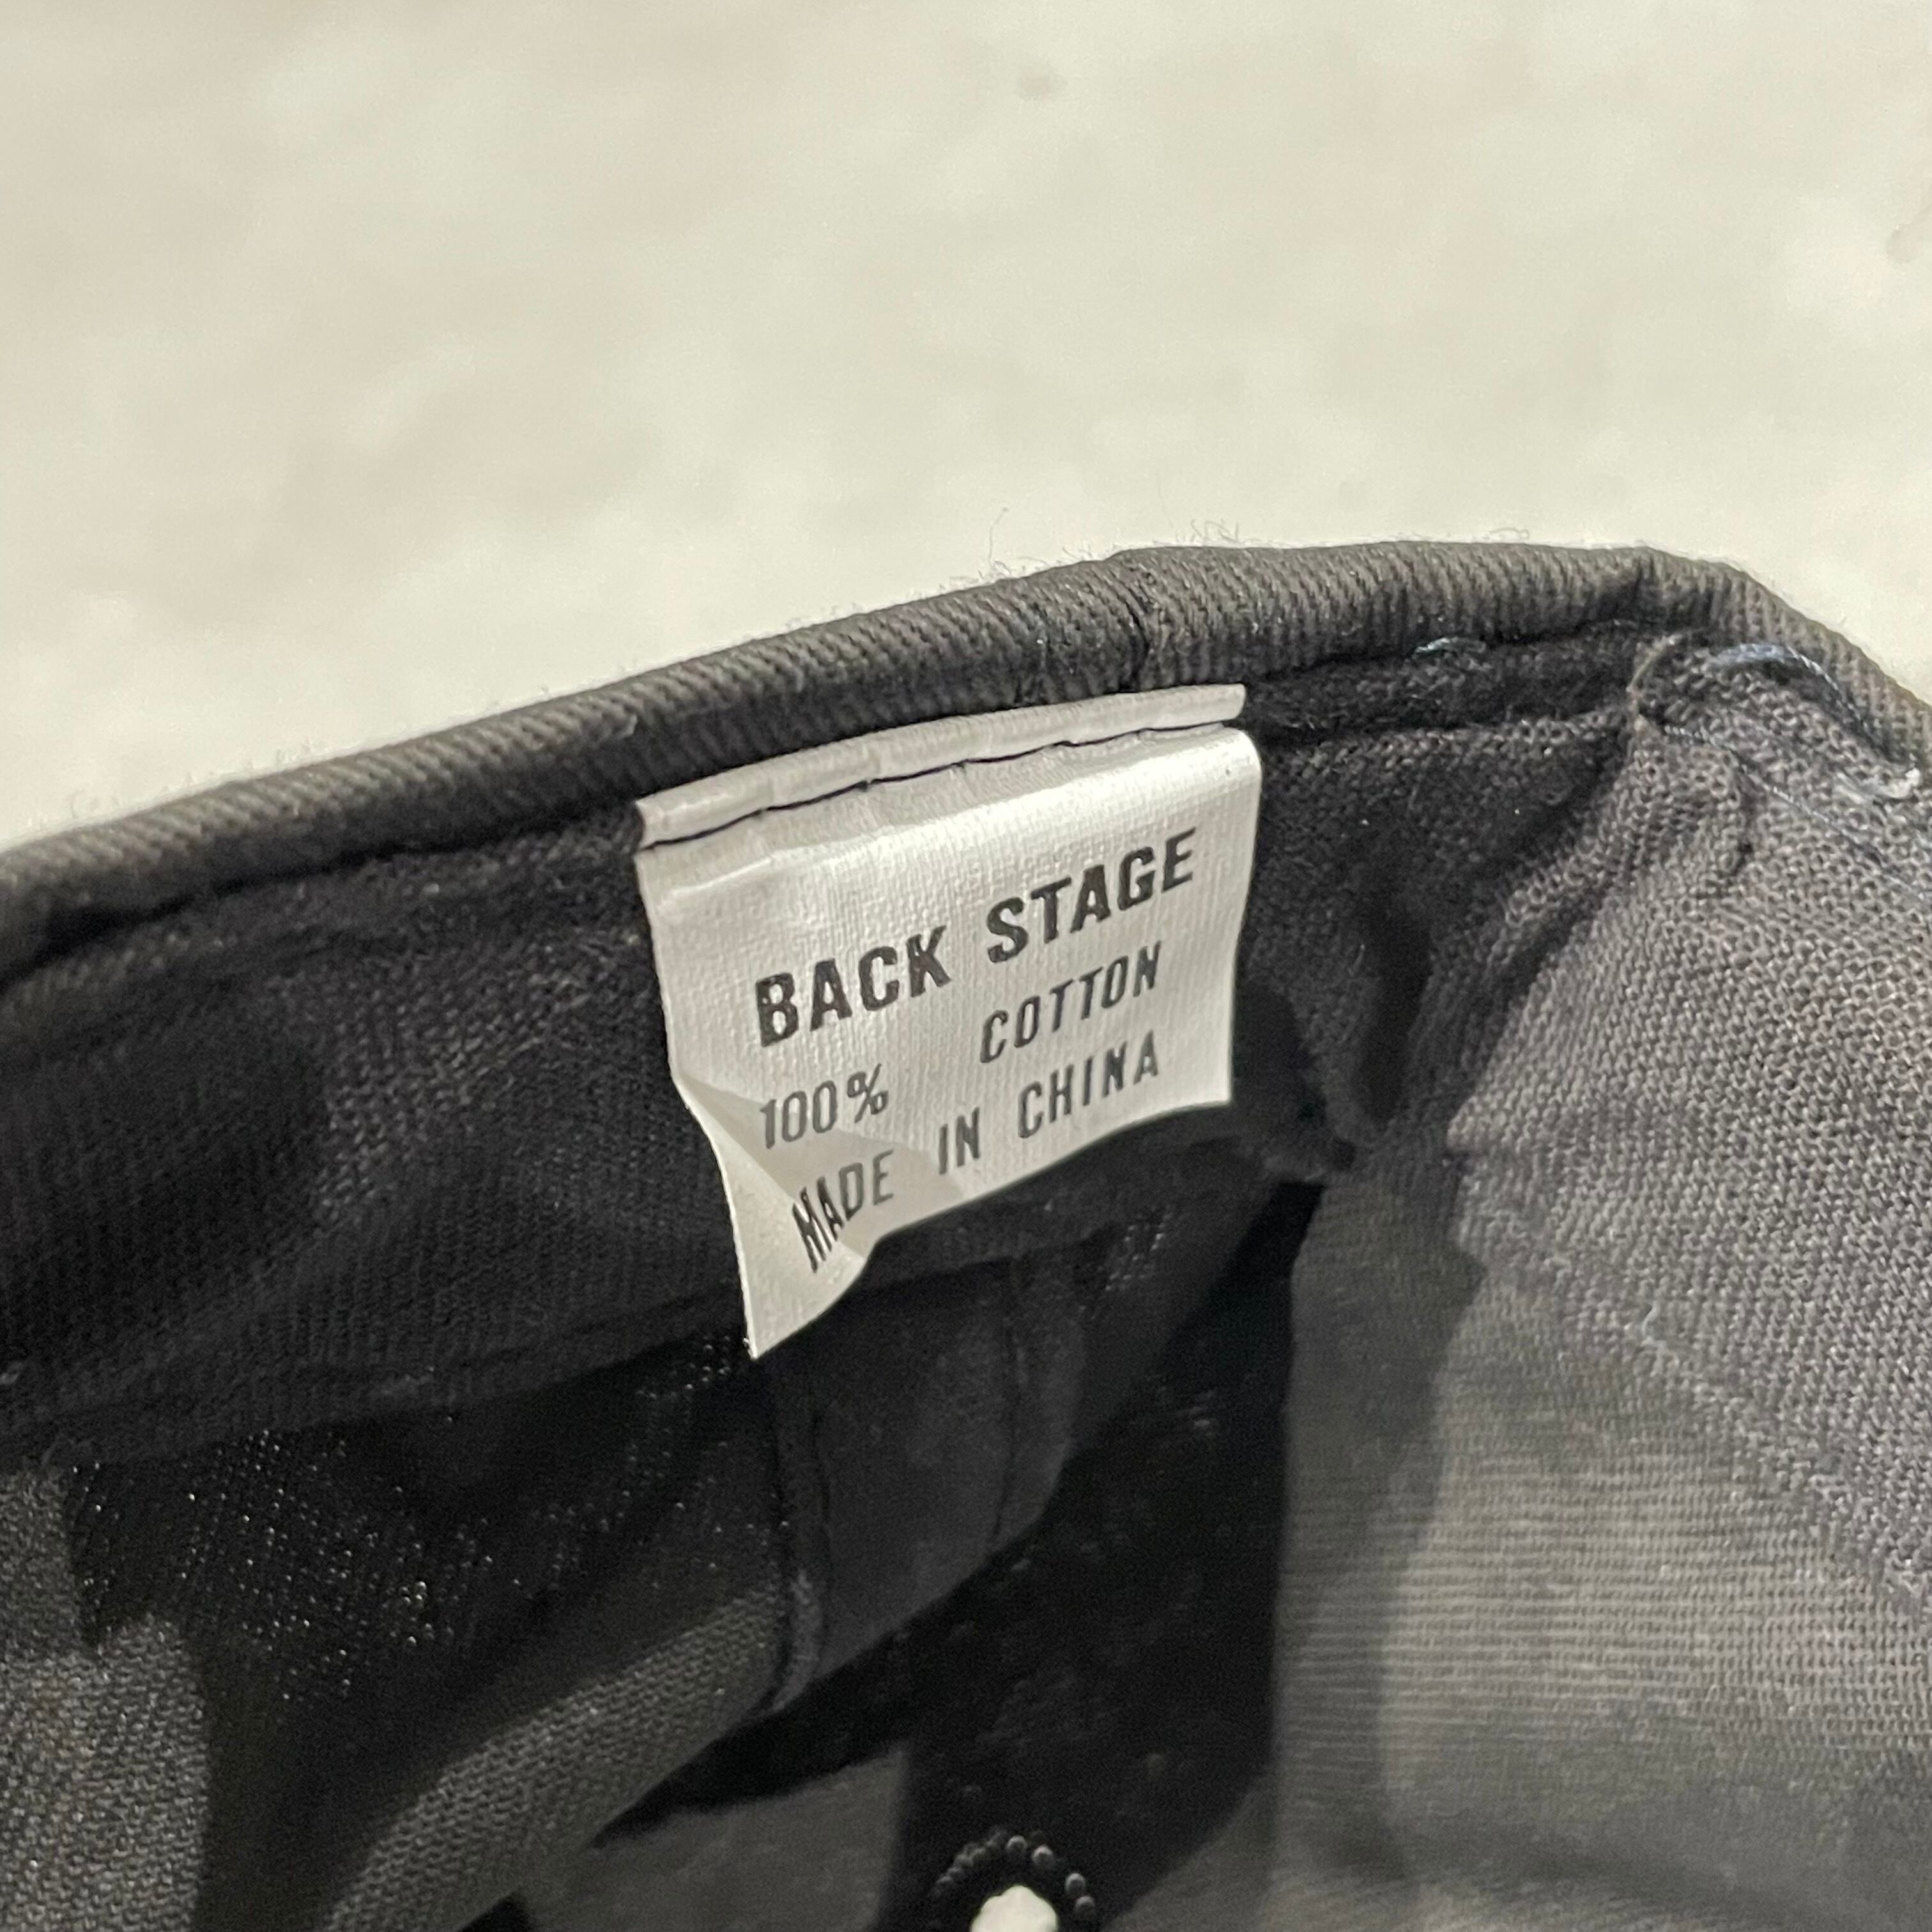 BACK STAGE
100% COTTON
MADE IN CHINA